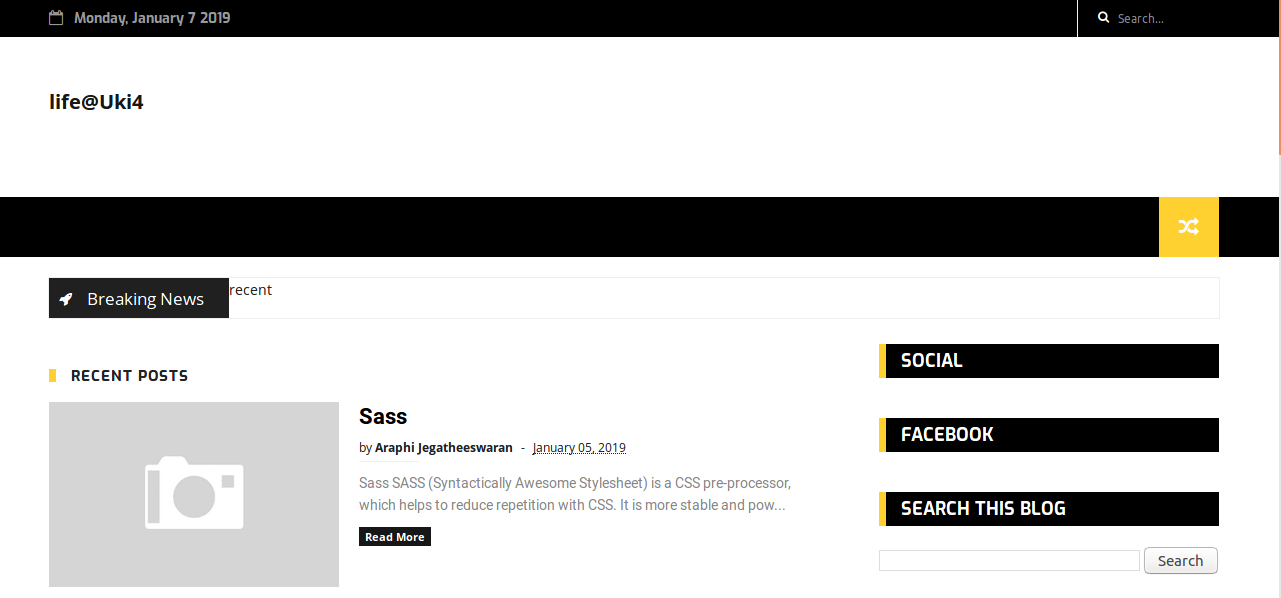 Monday, January 7 2019
Search...
life@Uki4
Breaking News
recent
RECENT POSTS
Sass
by Araphi Jegatheeswaran - January 05, 2019
Sass SASS (Syntactically Awesome Stylesheet) is a CSS pre-processor,
which helps to reduce repetition with CSS. It is more stable and pow...
Read More
SOCIAL
FACEBOOK
SEARCH THIS BLOG
Search